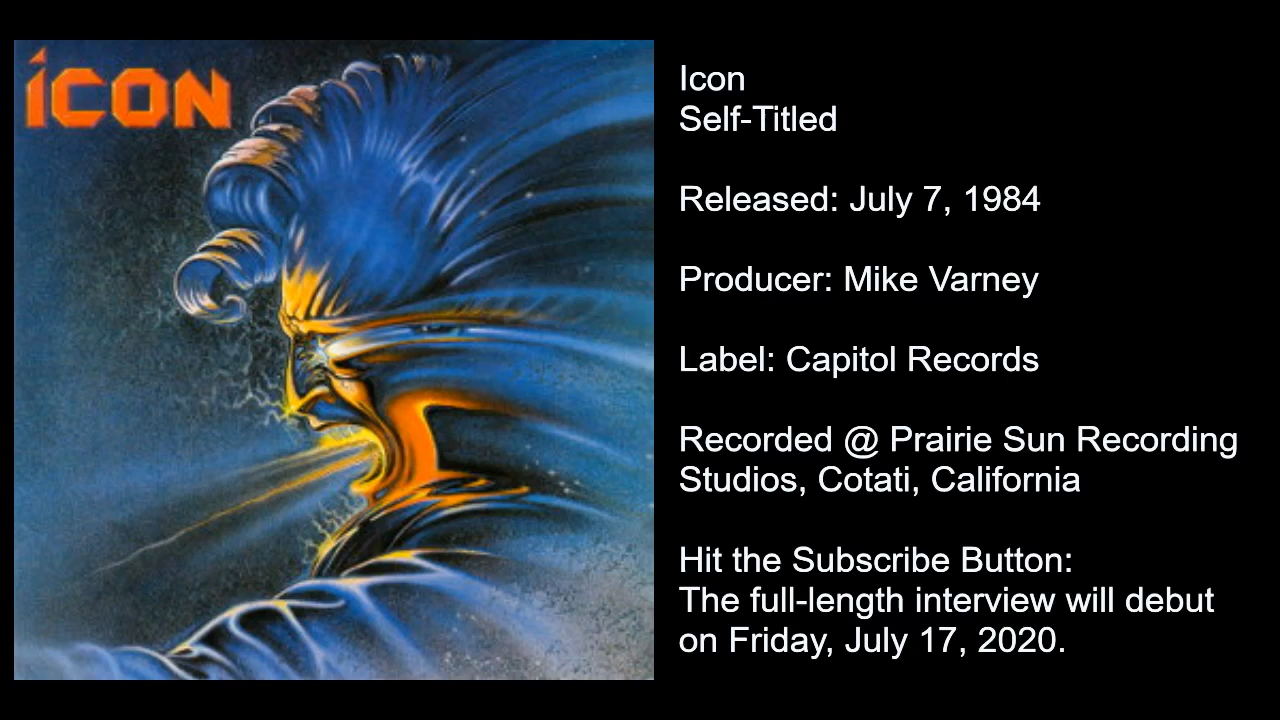 iCON
Icon
Self-Titled
Released: July 7, 1984
Producer: Mike Varney
Label: Capitol Records
Recorded @ Prairie Sun Recording
Studios, Cotati, California
Hit the Subscribe Button:
The full-length interview will debut
on Friday, July 17, 2020.